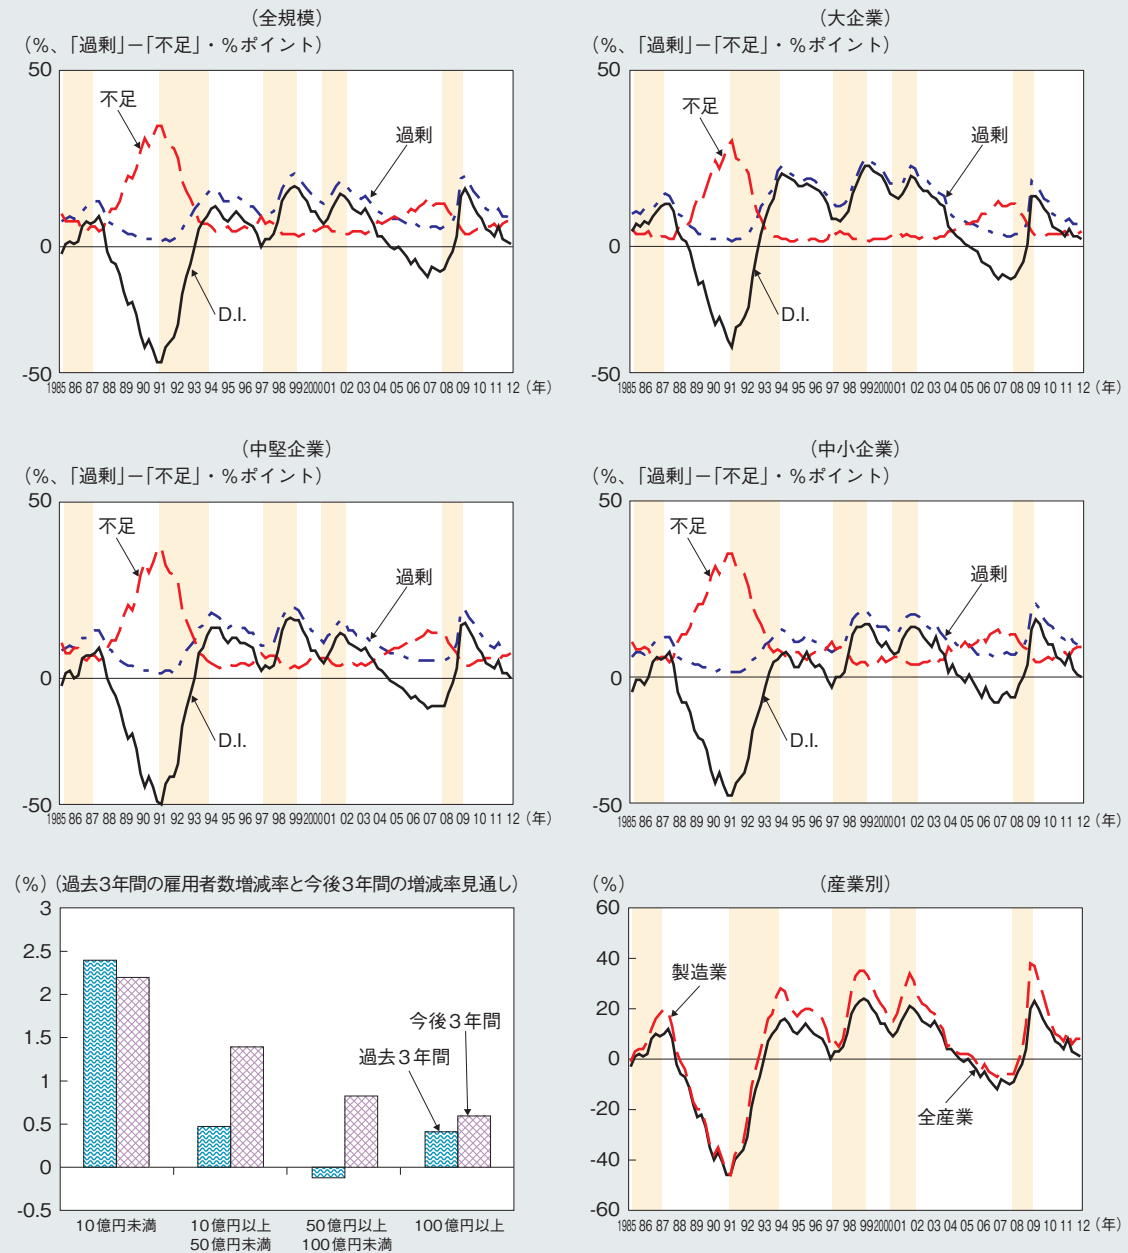 （全規模）
（％、「過剰」－「不足」・％ポイント）
50
不足
過剰
0
D.I.
-50
1985 86 87 88 89 90 91 92 93 94 95 96 97 98 99 2000 01 02 03 04 05 06 07 08 09 10 11 12（年）
（大企業）
（％、「過剰」－「不足」・％ポイント）
50
不足
過剰
0
D.I.
-50
1985 86 87 88 89 90 91 92 93 94 95 96 97 98 99 2000 01 02 03 04 05 06 07 08 09 10 11 12（年）
（中堅企業）
（％、「過剰」－「不足」・％ポイント）
50
不足
過剰
0
D.I.
-50
1985 86 87 88 89 90 91 92 93 94 95 96 97 98 99 2000 01 02 03 04 05 06 07 08 09 10 11 12（年）
（中小企業）
（％、「過剰」－「不足」・％ポイント）
50
不足
過剰
0
D.I.
-50
1985 86 87 88 89 90 91 92 93 94 95 96 97 98 99 2000 01 02 03 04 05 06 07 08 09 10 11 12（年）
（％）（過去3年間の雇用者数増減率と今後3年間の増減率見通し）
3
2.5
2
1.5
1
0.5
0
-0.5
今後3年間
過去3年間
10億円未満
10億円以上
50億円未満
50億円以上
100億円未満
100億円以上
（％）
（産業別）
60
40
20
0
-20
-40
-60
製造業
全産業
1985 86 87 88 89 90 91 92 93 94 95 96 97 98 99 2000 01 02 03 04 05 06 07 08 09 10 11 12（年）